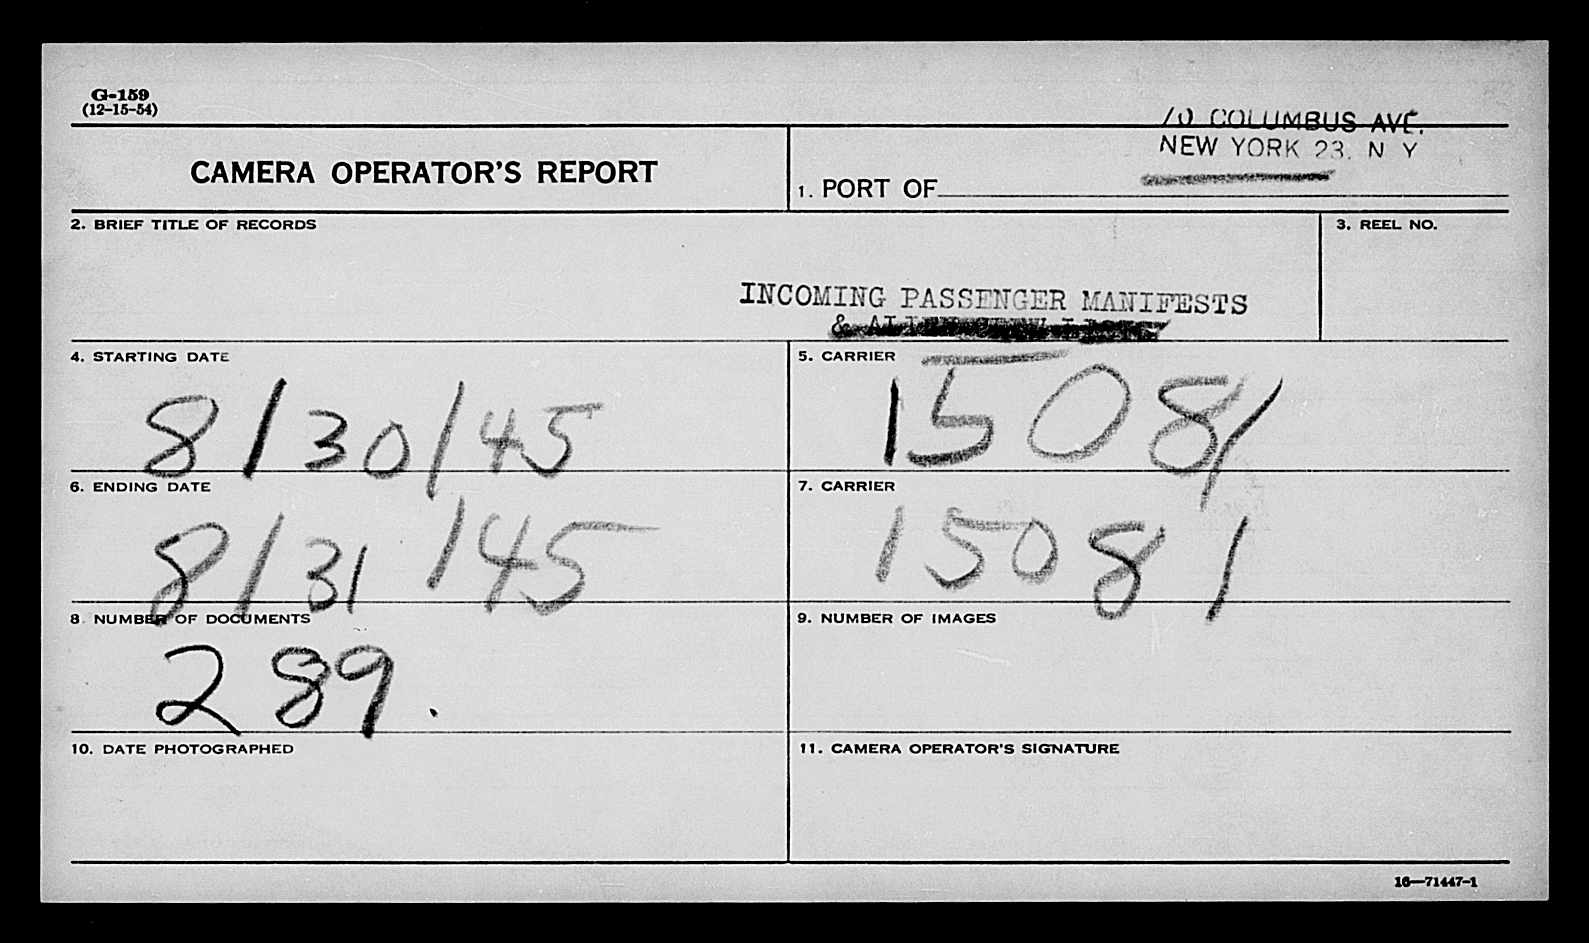 G-159
(12-15-54)
70 COLUMBUS AVE.
NEW YORK 23, N Y
CAMERA OPERATOR'S REPORT
1. PORT OF
2. BRIEF TITLE OF RECORDS
3. REEL NO.
INCOMING PASSENGER MANIFESTS
&
4. STARTING DATE
8/30/45
5. CARRIER
15081
6. ENDING DATE
8/31/45
7. CARRIER
15081
8. NUMBER OF DOCUMENTS
289.
9. NUMBER OF IMAGES
10. DATE PHOTOGRAPHED
11. CAMERA OPERATOR'S SIGNATURE
16—71447-1